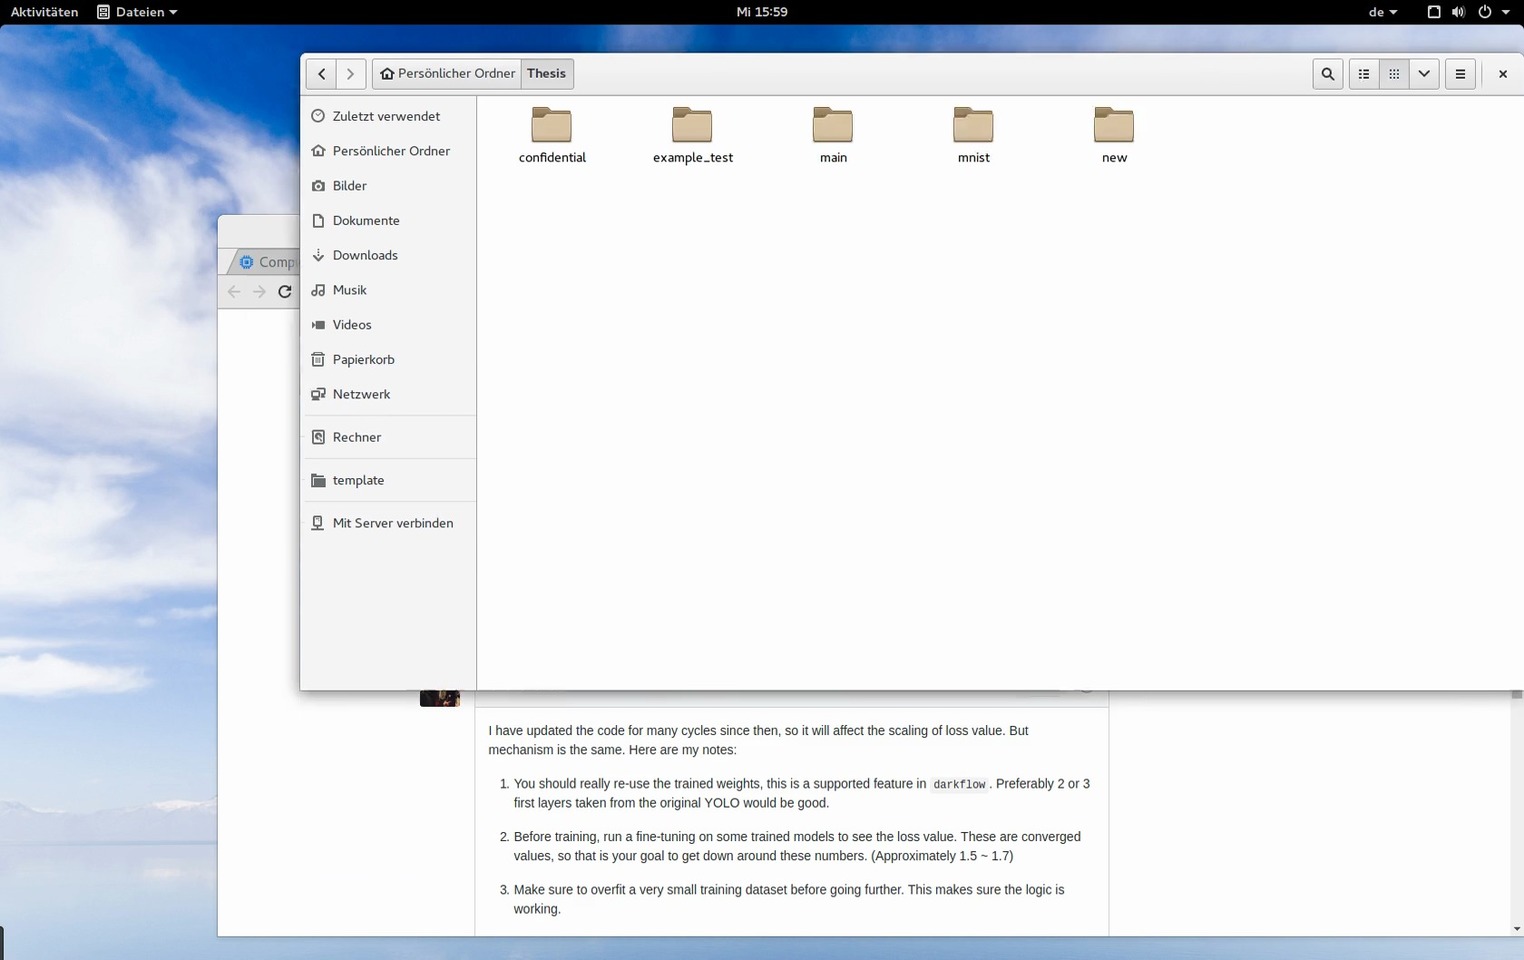 Aktivitäten Dateien Mi 15:59 de
Persönlicher Ordner Thesis
Zuletzt verwendet
Persönlicher Ordner
Bilder
Dokumente
Downloads
Musik
Videos
Papierkorb
Netzwerk
Rechner
template
Mit Server verbinden
confidential example_test main mnist new
Comp
I have updated the code for many cycles since then, so it will affect the scaling of loss value. But
mechanism is the same. Here are my notes:
1. You should really re-use the trained weights, this is a supported feature in darkflow. Preferably 2 or 3
first layers taken from the original YOLO would be good.
2. Before training, run a fine-tuning on some trained models to see the loss value. These are converged
values, so that is your goal to get down around these numbers. (Approximately 1.5 ~ 1.7)
3. Make sure to overfit a very small training dataset before going further. This makes sure the logic is
working.